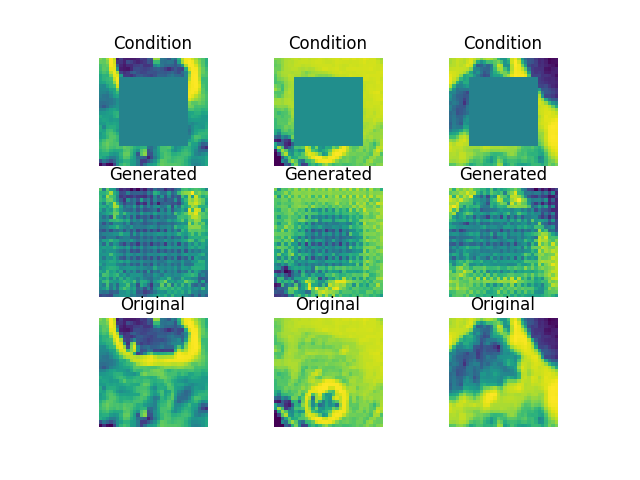 Condition Condition Condition
Generated Generated Generated
Original Original Original